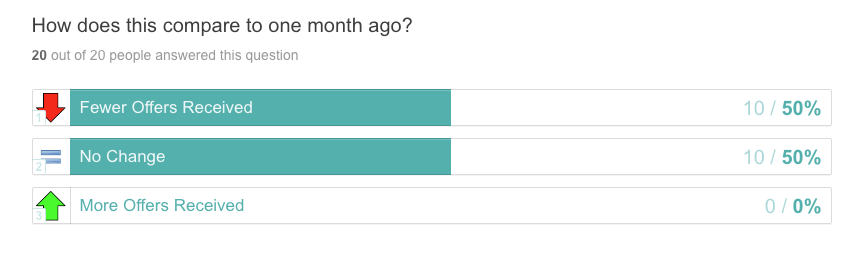 How does this compare to one month ago?
20 out of 20 people answered this question
1 Fewer Offers Received 10 / 50%
2 No Change 10 / 50%
3 More Offers Received 0 / 0%